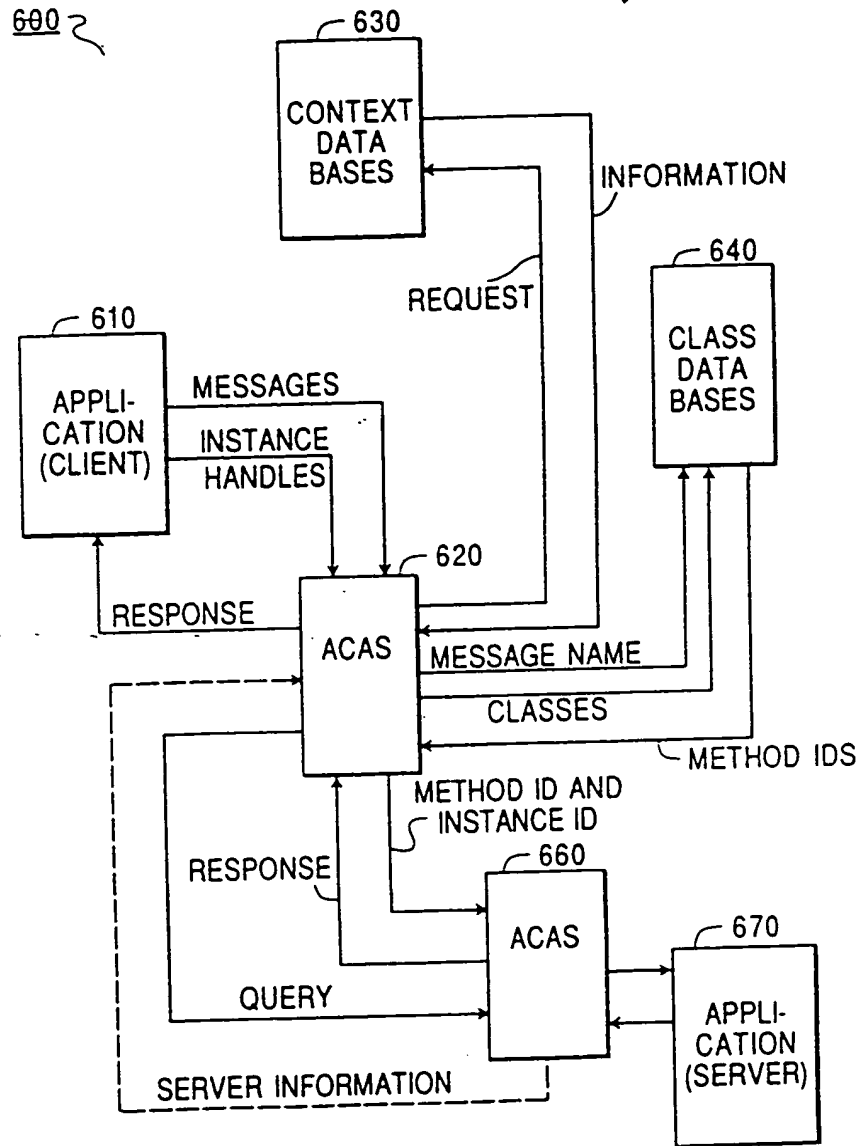 600
630
CONTEXT
DATA
BASES
INFORMATION
REQUEST
640
CLASS
DATA
BASES
610
APPLI-
CATION
(CLIENT)
MESSAGES
INSTANCE
HANDLES
620
RESPONSE
ACAS
MESSAGE NAME
CLASSES
METHOD IDS
METHOD ID AND
INSTANCE ID
RESPONSE
660
ACAS
670
APPLI-
CATION
(SERVER)
QUERY
SERVER INFORMATION